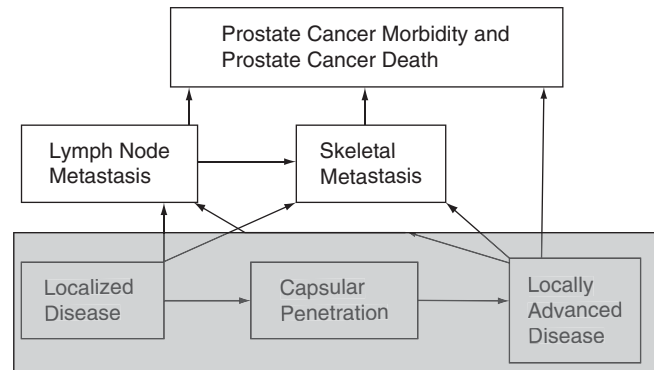 Prostate Cancer Morbidity and
Prostate Cancer Death
Lymph Node
Metastasis
Skeletal
Metastasis
Localized
Disease
Capsular
Penetration
Locally
Advanced
Disease